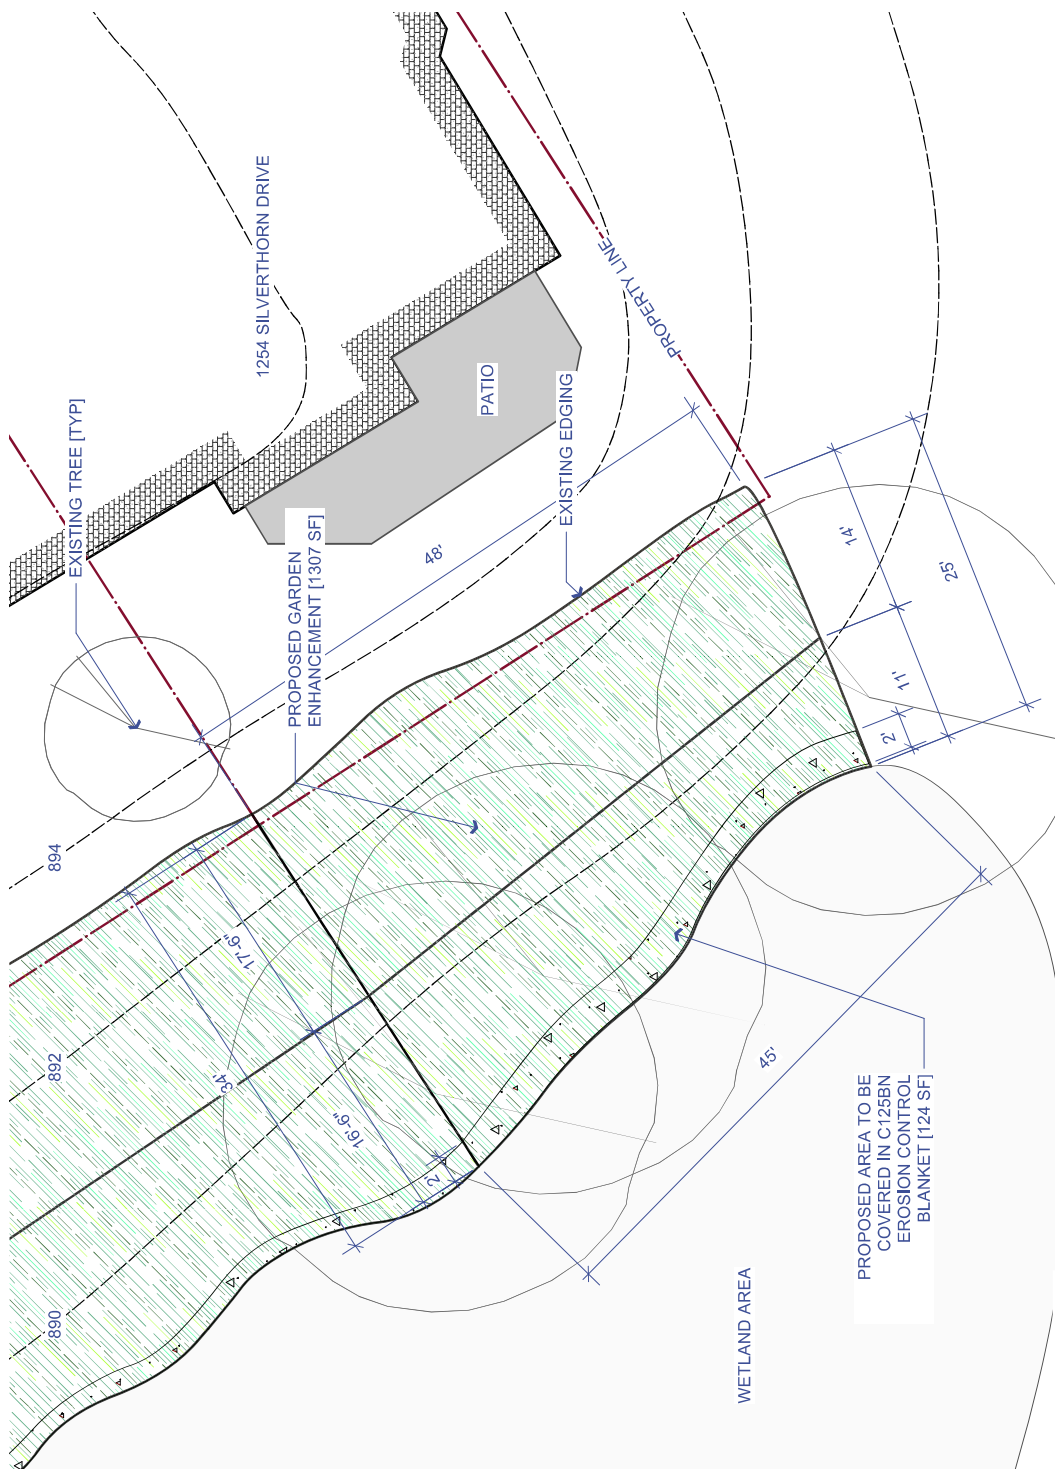 1254 SILVERTHORN DRIVE
EXISTING TREE [TYP]
PROPERTY LINE
PATIO
EXISTING EDGING
PROPOSED GARDEN
ENHANCEMENT [1307 SF]
48'
14'
25'
11'
2'
894
892
890
17'-6"
34'
16'-6"
2'
45'
PROPOSED AREA TO BE
COVERED IN C125BN
EROSION CONTROL
BLANKET [124 SF]
WETLAND AREA